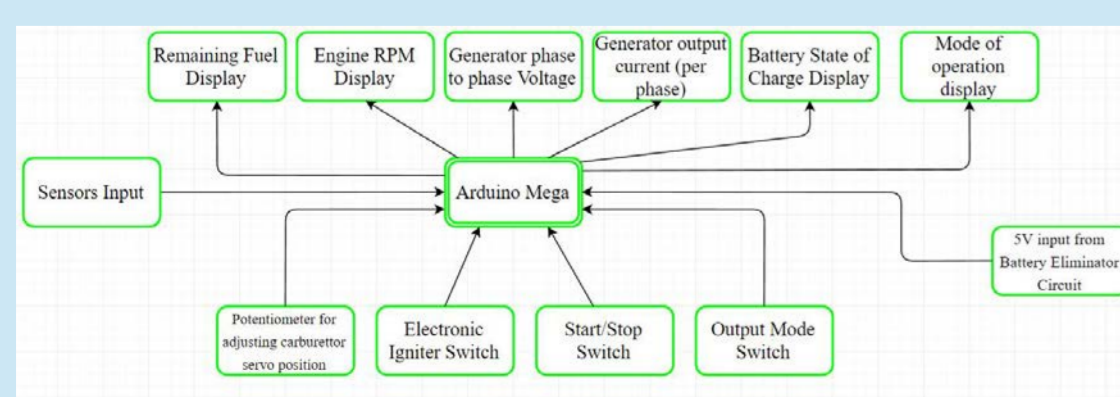 Remaining Fuel
Display
Engine RPM
Display
Generator phase
to phase Voltage
Generator output
current (per
phase)
Battery State of
Charge Display
Mode of
operation
display
Sensors Input
Arduino Mega
5V input from
Battery Eliminator
Circuit
Potentiometer for
adjusting carburettor
servo position
Electronic
Igniter Switch
Start/Stop
Switch
Output Mode
Switch